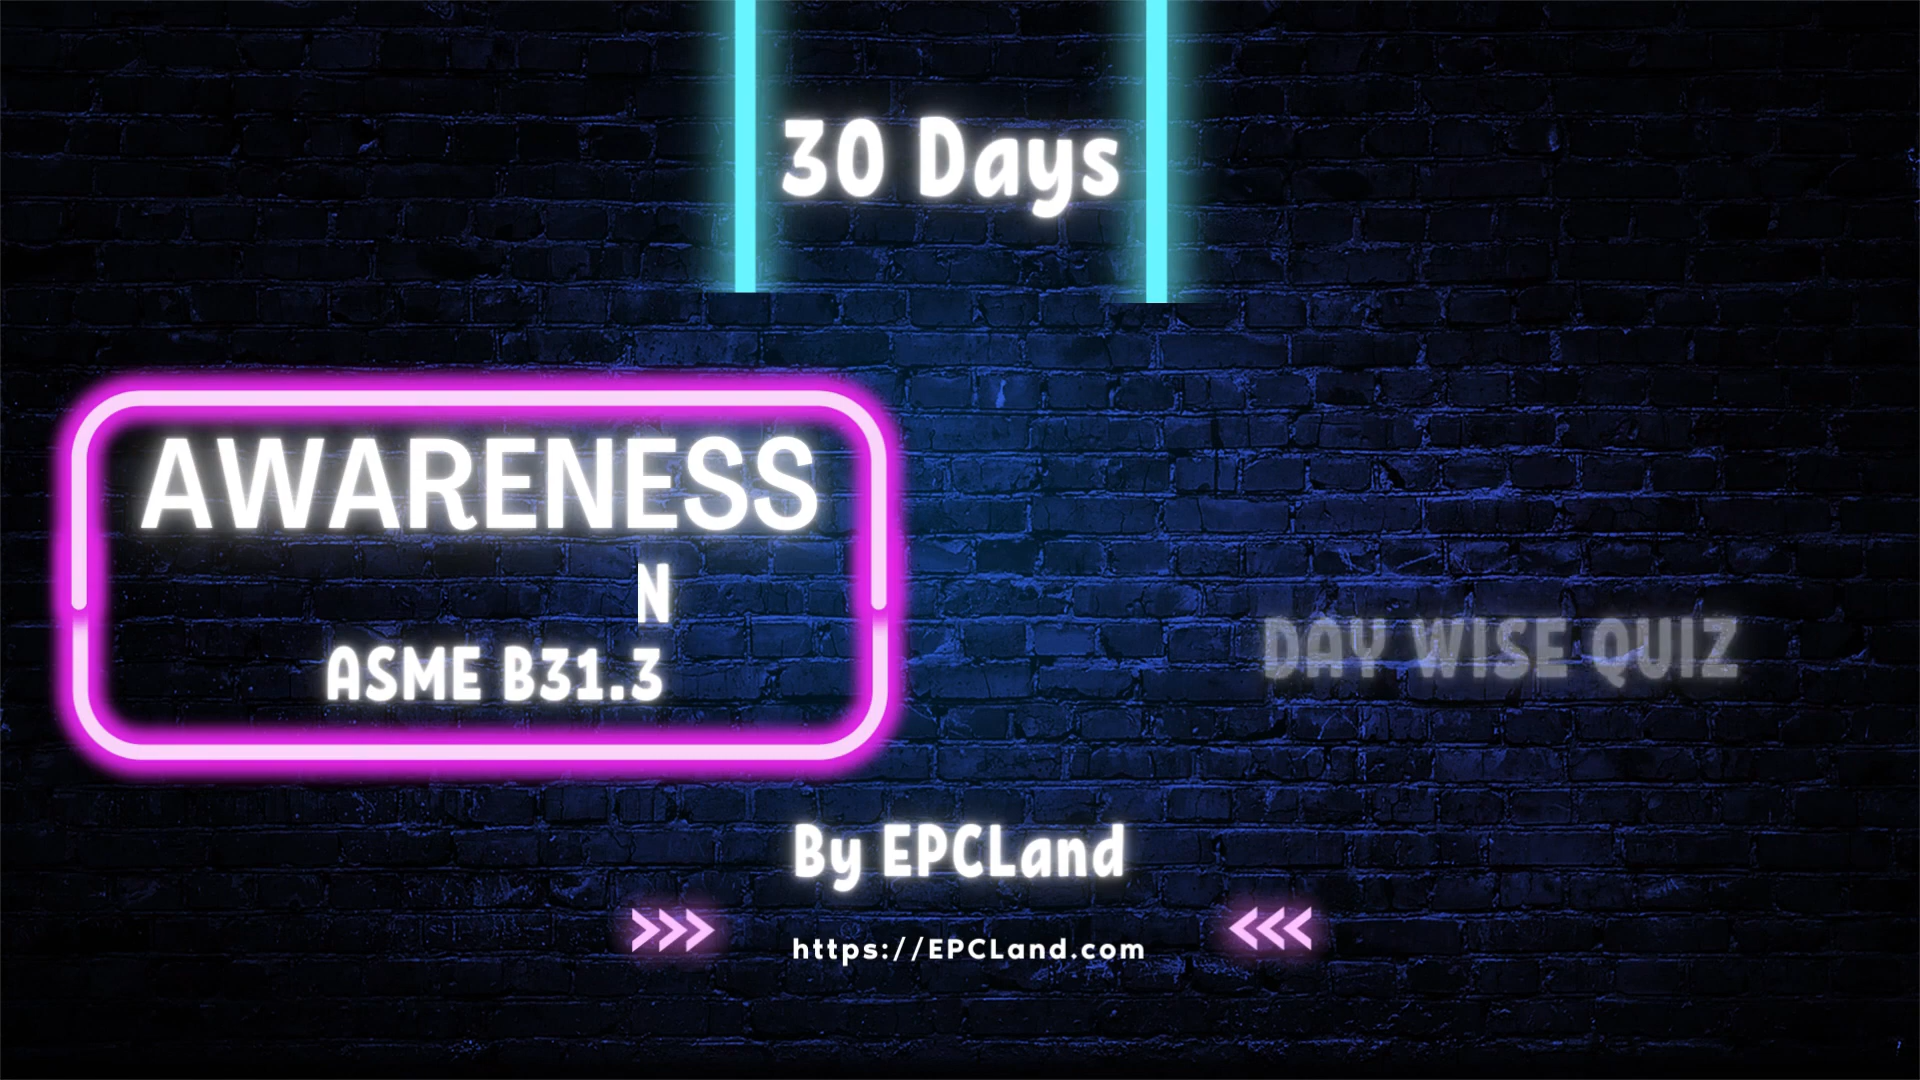 30 Days
AWARENESS
N
ASME B31.3
DAY WISE QUIZ
By EPCLand
https://EPCLand.com